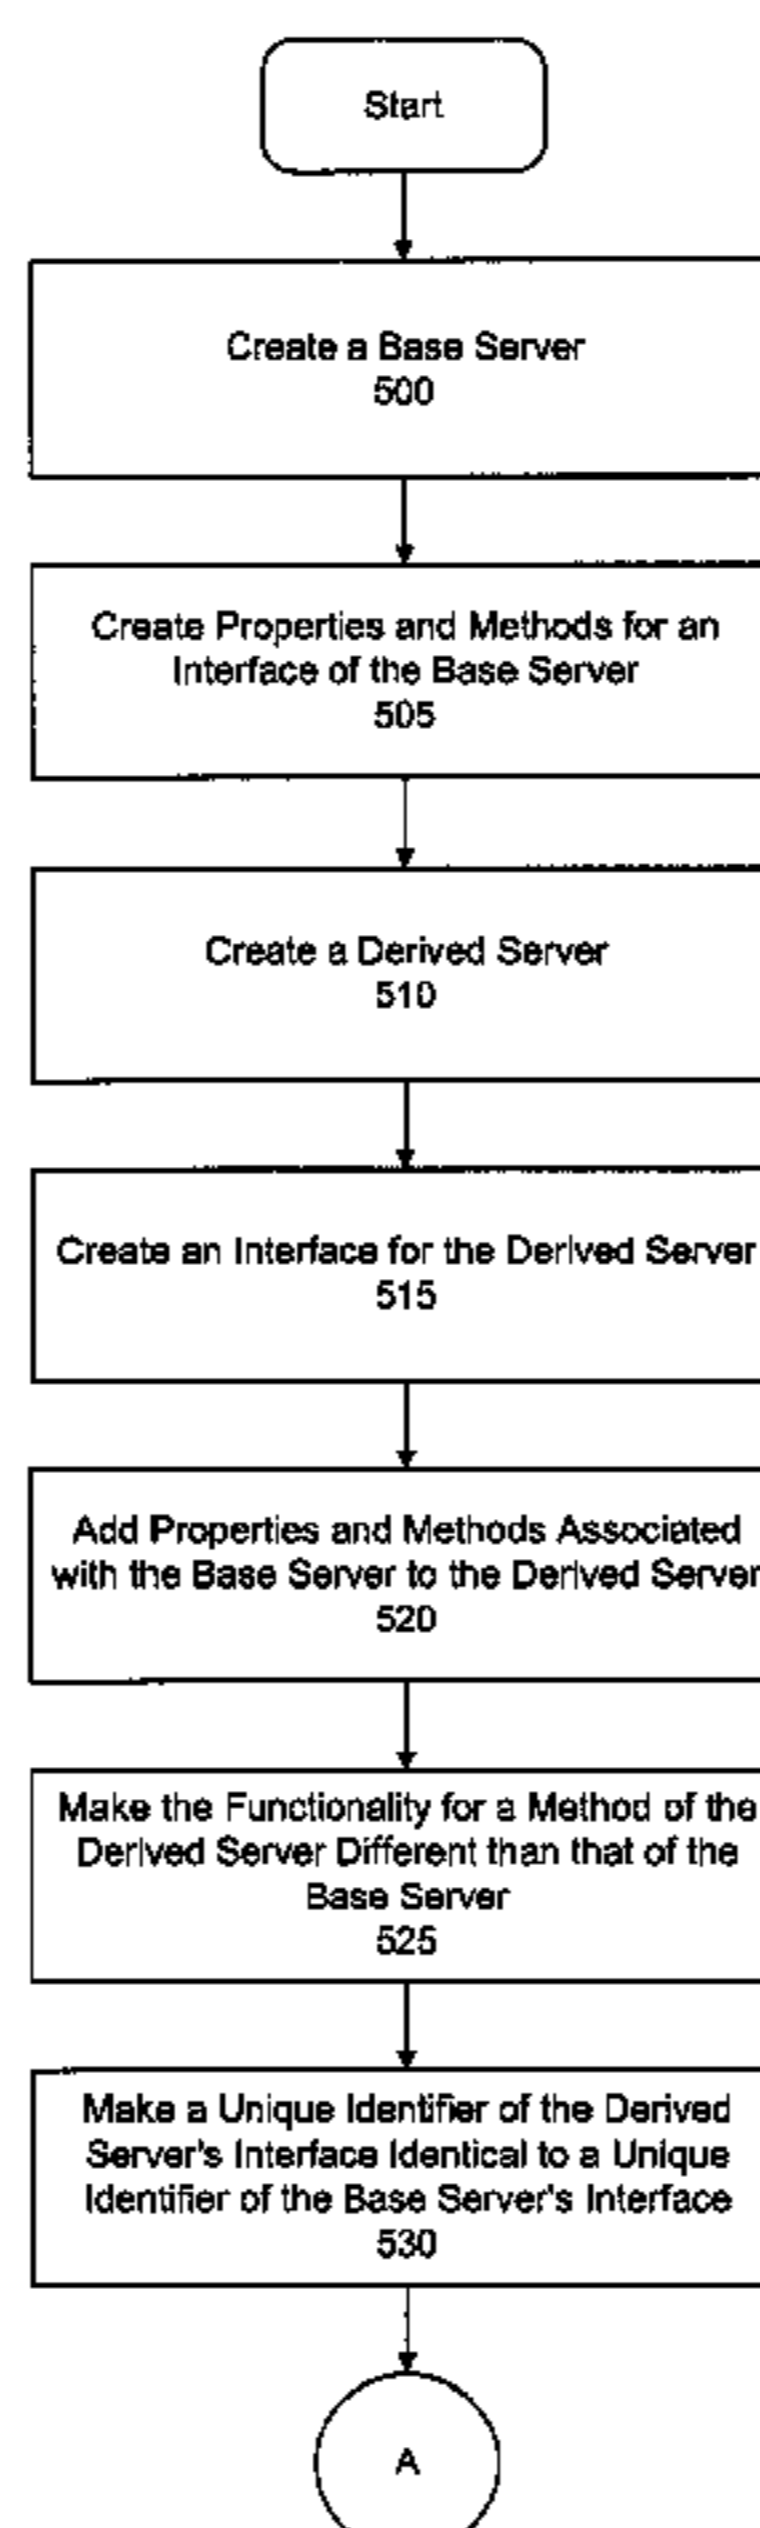 Start
Create a Base Server
500
Create Properties and Methods for an
Interface of the Base Server
505
Create a Derived Server
510
Create an Interface for the Derived Server
515
Add Properties and Methods Associated
with the Base Server to the Derived Server
520
Make the Functionality for a Method of the
Derived Server Different than that of the
Base Server
525
Make a Unique Identifier of the Derived
Server's Interface Identical to a Unique
Identifier of the Base Server's Interface
530
A